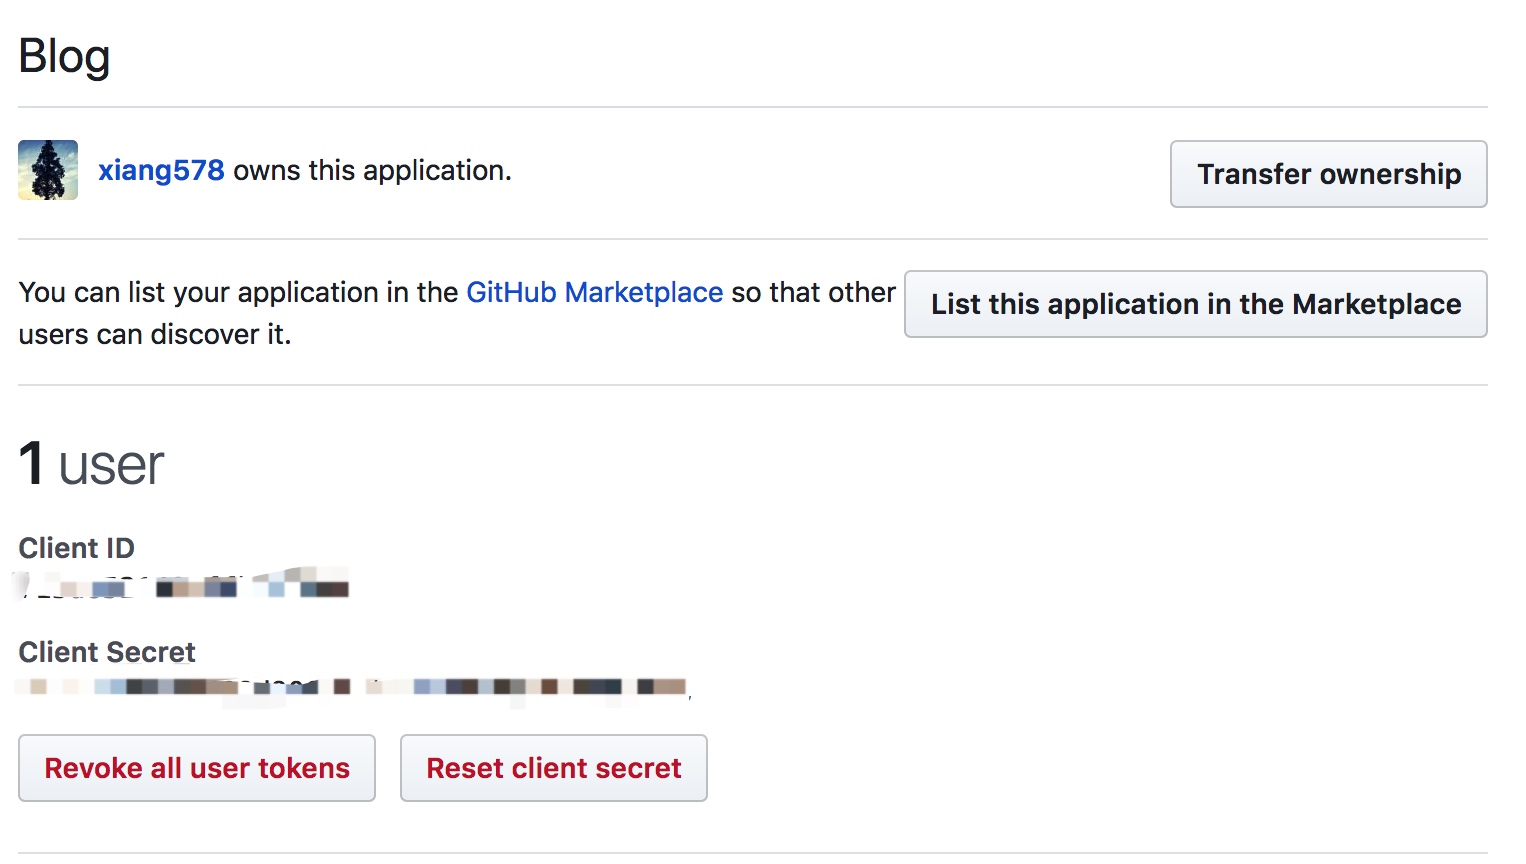 Blog
xiang578 owns this application.
Transfer ownership
You can list your application in the GitHub Marketplace so that other
users can discover it.
List this application in the Marketplace
1 user
Client ID
Client Secret
Revoke all user tokens
Reset client secret